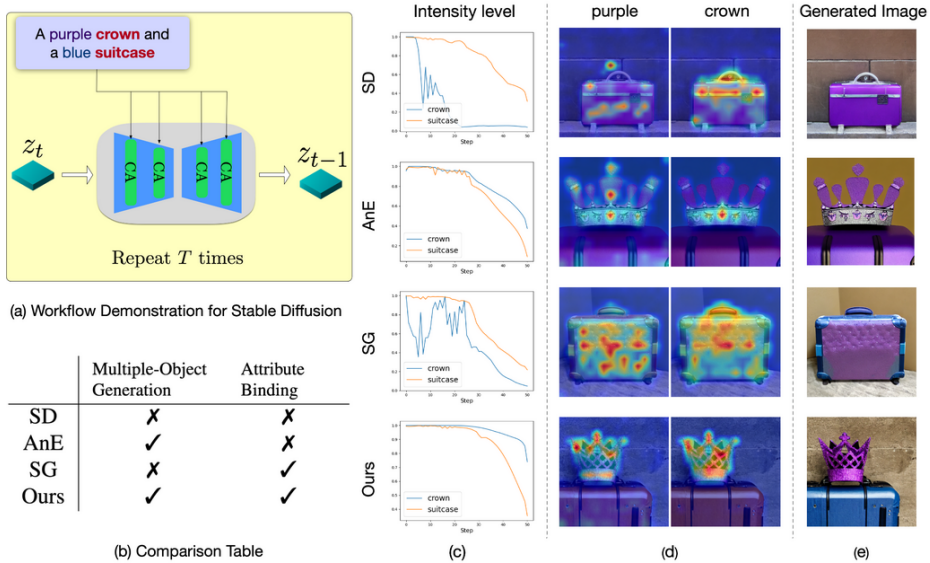 A purple crown and
a blue suitcase
z_t
CA
CA
CA
CA
z_{t-1}
Repeat T times
(a) Workflow Demonstration for Stable Diffusion
Multiple-Object Generation
Attribute Binding
SD ✗ ✗
AnE ✓ ✗
SG ✗ ✓
Ours ✓ ✓
(b) Comparison Table
Intensity level
purple
crown
Generated Image
SD
crown
suitcase
Step
AnE
crown
suitcase
Step
SG
crown
suitcase
Step
Ours
crown
suitcase
Step
(c)
(d)
(e)